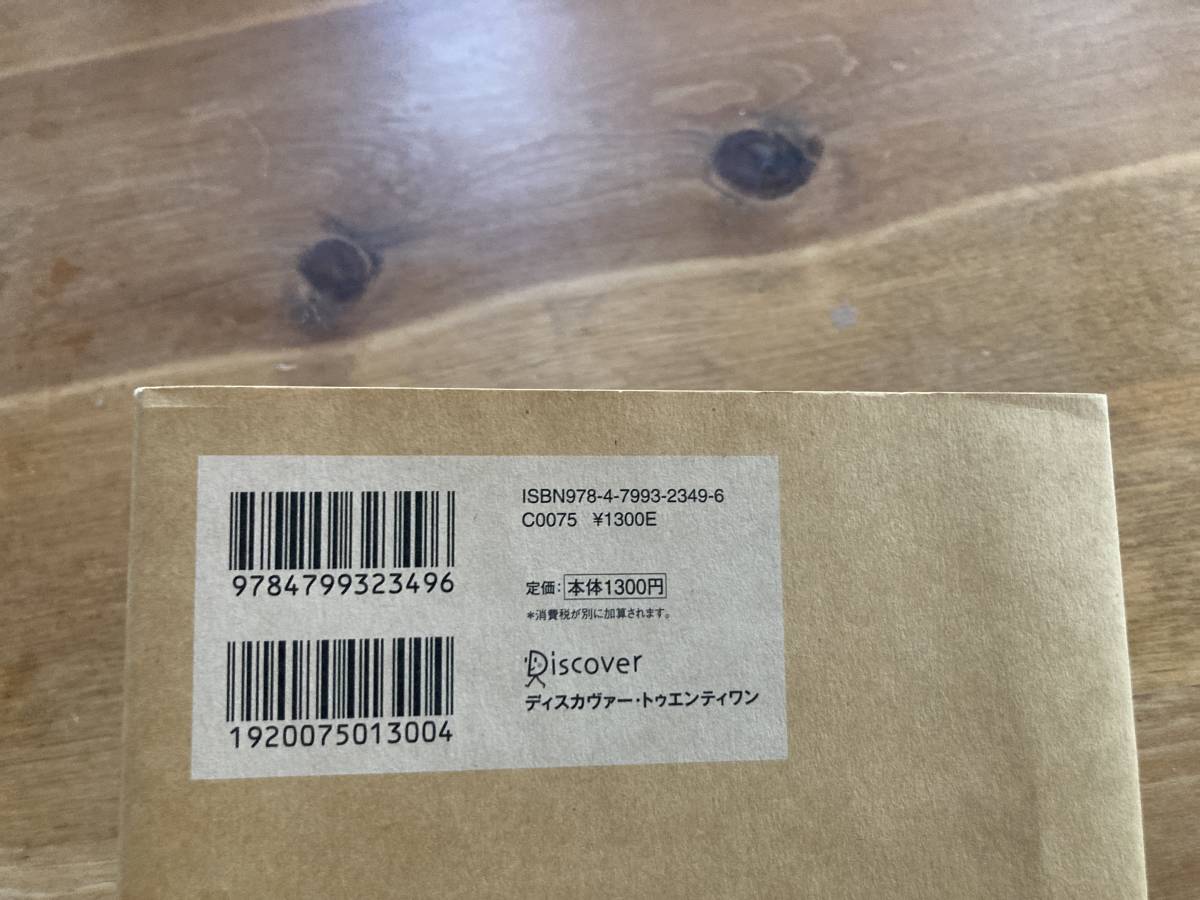 9784799323496
1920075013004
ISBN978-4-7993-2349-6
C0075 ¥1300E
定価：本体1300円
*消費税が別に加算されます。
Discover
ディスカヴァー・トゥエンティワン